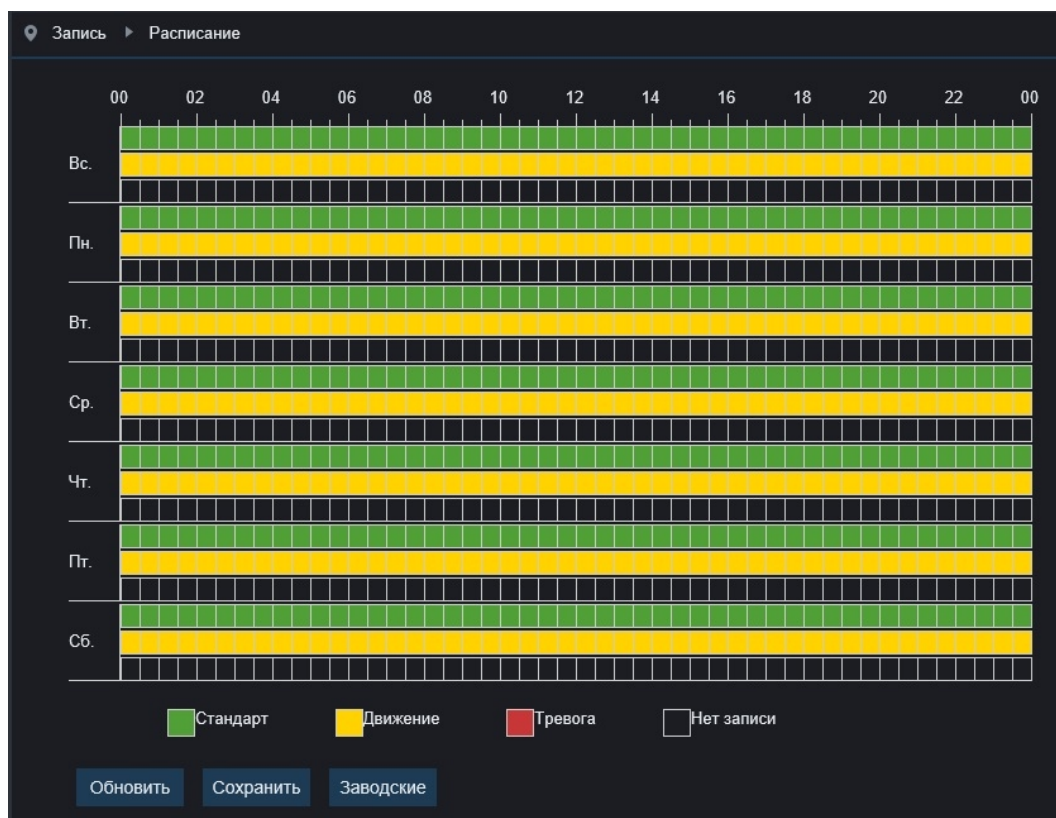 Запись Расписание
00 02 04 06 08 10 12 14 16 18 20 22 00
Вс.
Пн.
Вт.
Ср.
Чт.
Пт.
Сб.
Стандарт Движение Тревога Нет записи
Обновить Сохранить Заводские